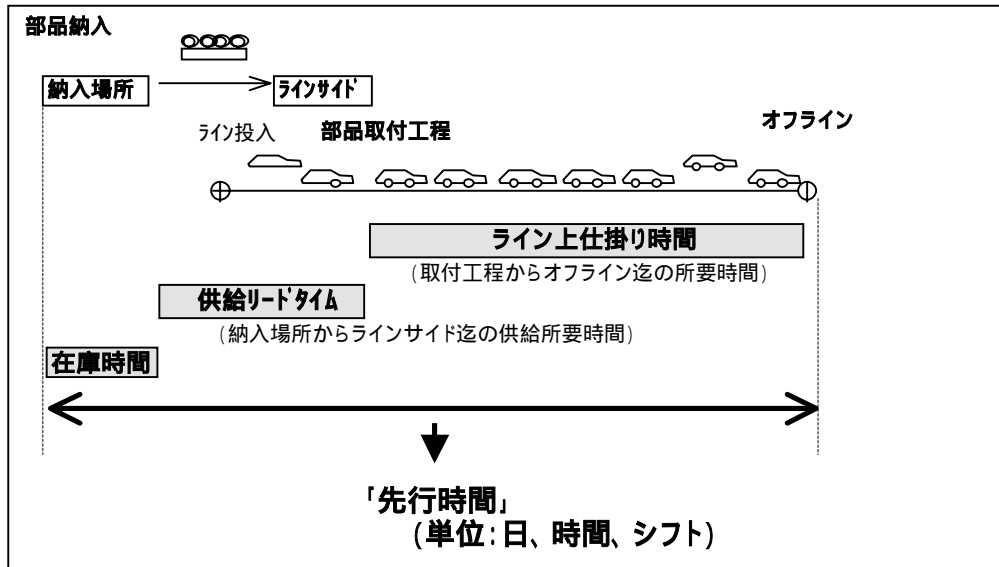 部品納入
納入場所
ﾗｲﾝｻｲﾄﾞ
ﾗｲﾝ投入
部品取付工程
オフライン
ライン上仕掛り時間
(取付工程からオフライン迄の所要時間)
供給ﾘｰﾄﾞﾀｲﾑ
(納入場所からラインサイド迄の供給所要時間)
在庫時間
「先行時間」
(単位:日、時間、シフト)